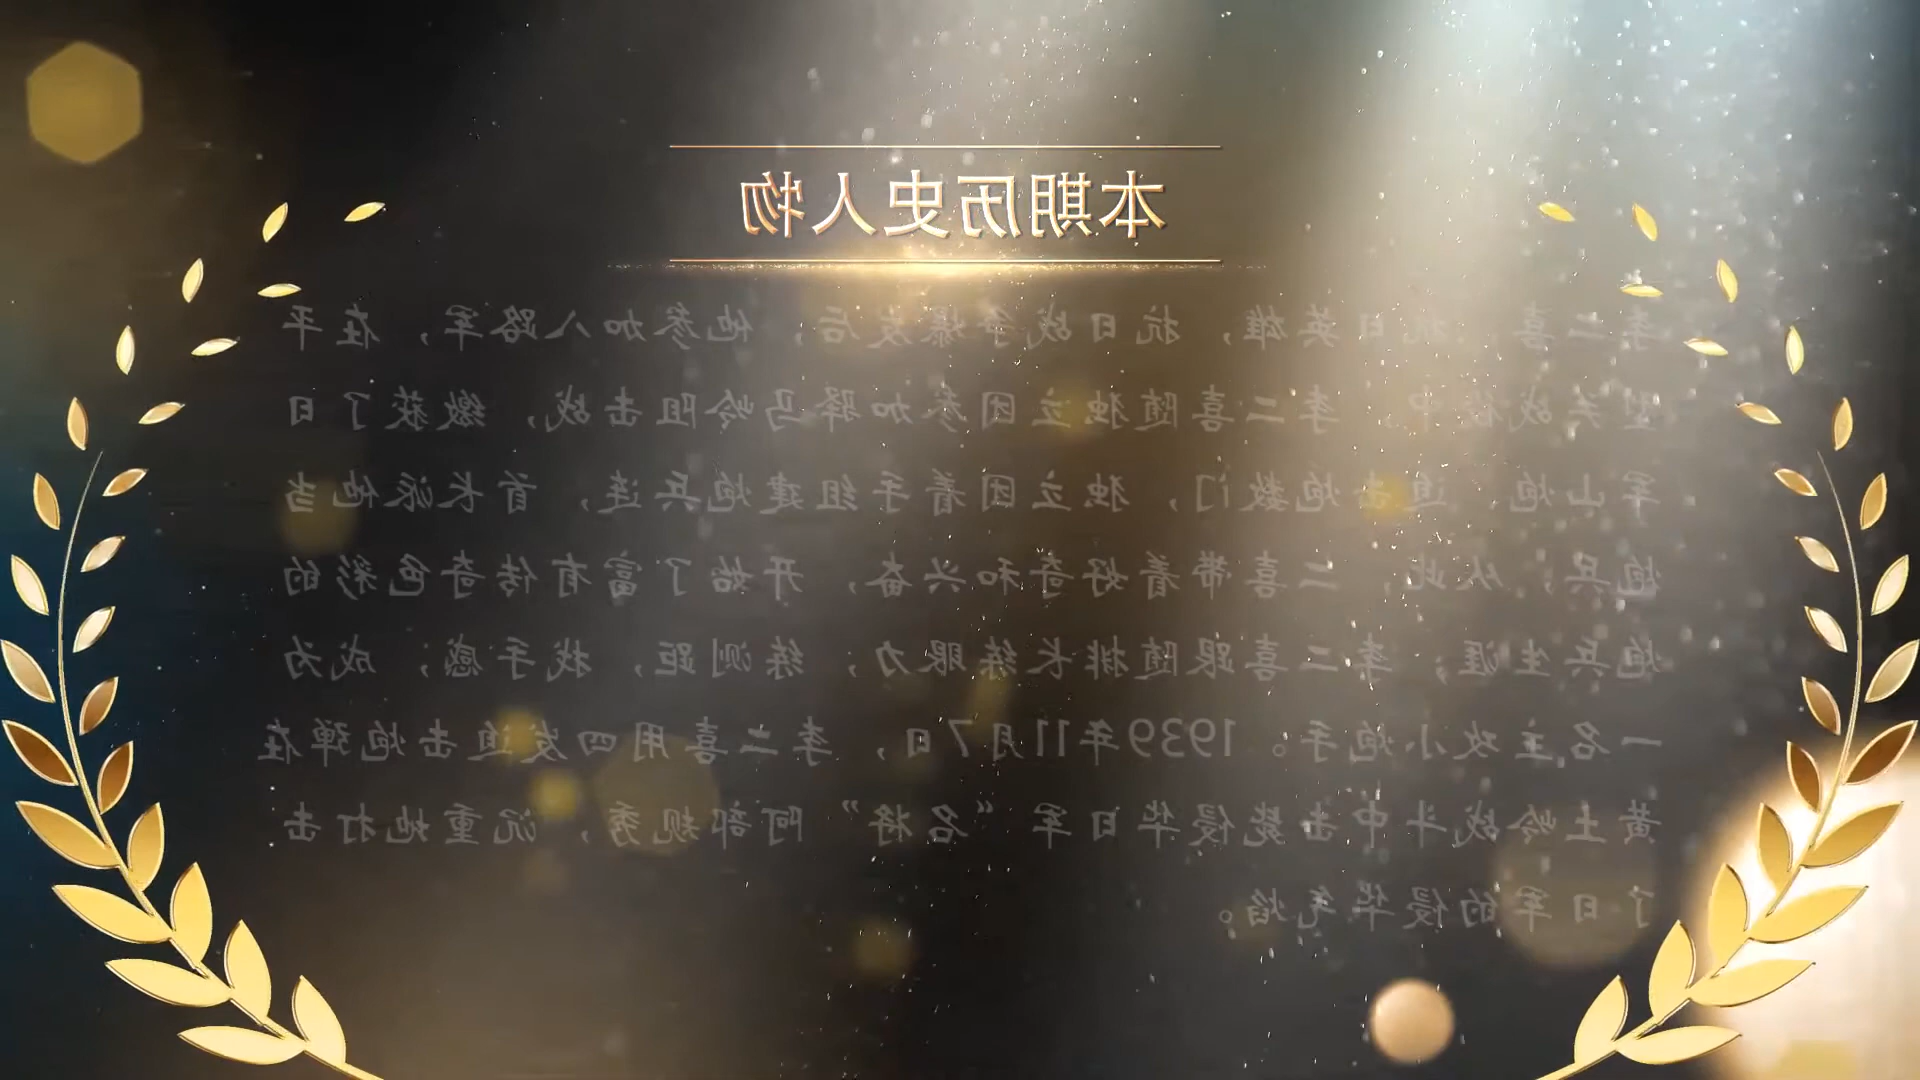 本期历史人物
李二喜，抗日英雄，抗日战争爆发后，他参加八路军，在平
型关战役中，李二喜随独立团参加驿马岭阻击战，缴获了日
军山炮、迫击炮数门，独立团着手组建炮兵连，首长派他当
炮兵，从此，二喜带着好奇和兴奋，开始了富有传奇色彩的
炮兵生涯；李二喜跟随排长练眼力，练测距，找手感；成为
一名主攻小炮手。1939年11月7日，李二喜用四发迫击炮弹在
黄土岭战斗中击毙侵华日军“名将”阿部规秀，沉重地打击
了日军的侵华气焰。